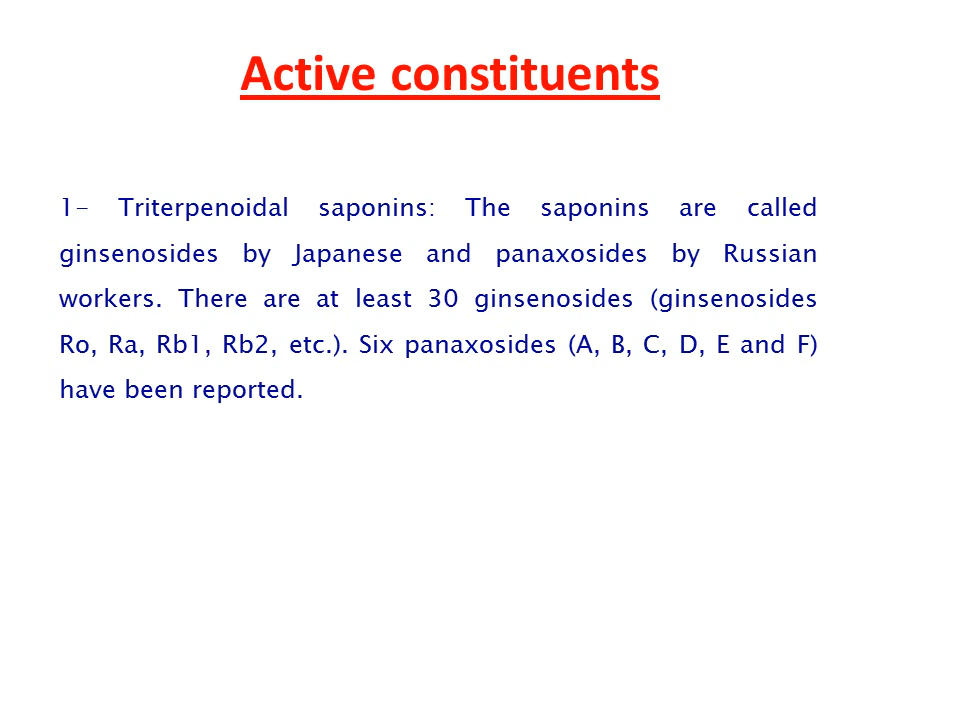 Active constituents
1- Triterpenoidal saponins: The saponins are called
ginsenosides by Japanese and panaxosides by Russian
workers. There are at least 30 ginsenosides (ginsenosides
Ro, Ra, Rb1, Rb2, etc.). Six panaxosides (A, B, C, D, E and F)
have been reported.